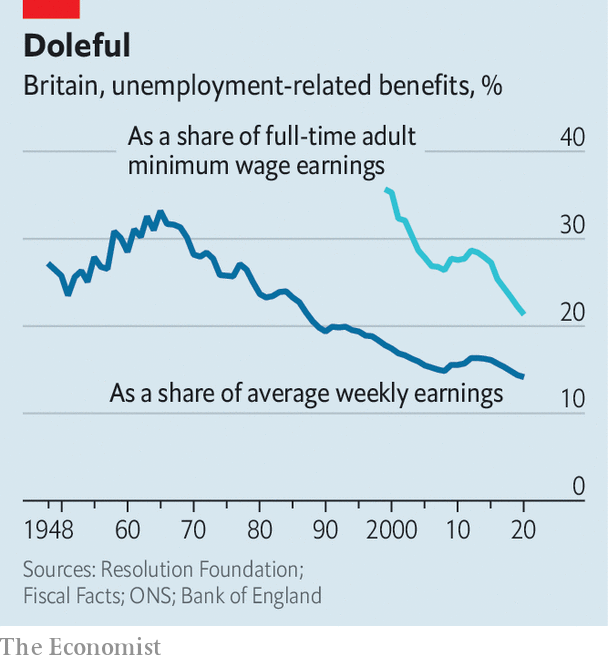 Doleful
Britain, unemployment-related benefits, %
As a share of full-time adult
minimum wage earnings
40
30
20
As a share of average weekly earnings
10
0
1948 60 70 80 90 2000 10 20
Sources: Resolution Foundation;
Fiscal Facts; ONS; Bank of England
The Economist